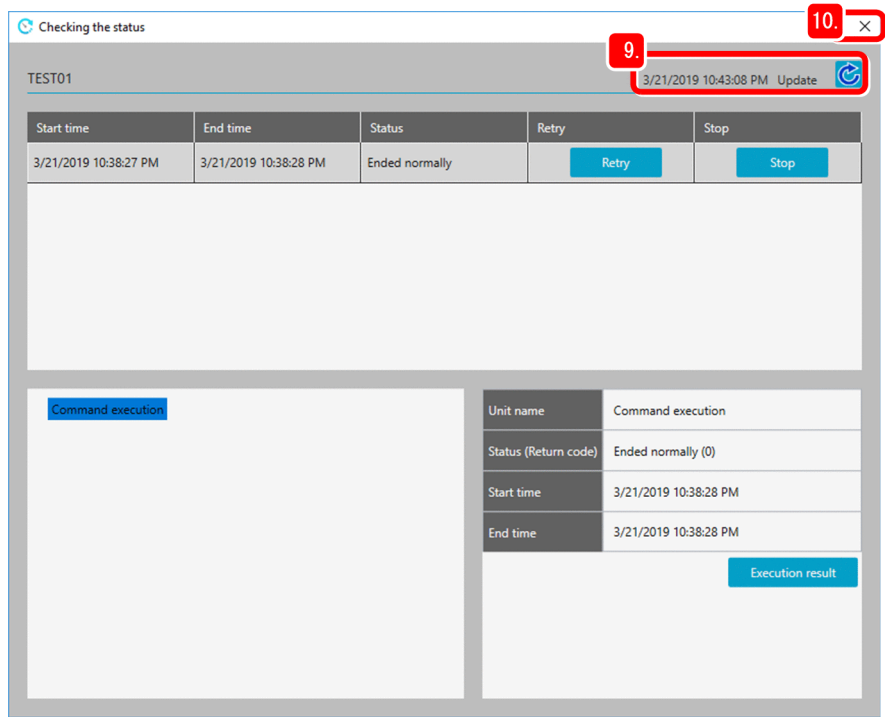 Checking the status
10.
9.
TEST01
3/21/2019 10:43:08 PM Update
Start time End time Status Retry Stop
3/21/2019 10:38:27 PM 3/21/2019 10:38:28 PM Ended normally Retry Stop
Command execution
Unit name Command execution
Status (Return code) Ended normally (0)
Start time 3/21/2019 10:38:28 PM
End time 3/21/2019 10:38:28 PM
Execution result